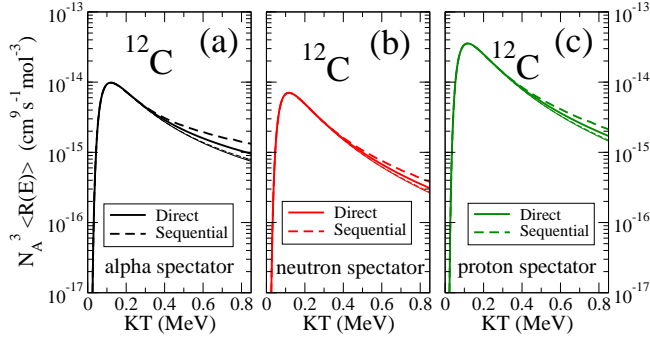 10^-13
10^-14
10^-15
10^-16
10^-17
N_A^3 <R(E)> (cm^9 s^-1 mol^-3)
^12C (a)
Direct
Sequential
alpha spectator
0 0.2 0.4 0.6 0.8
KT (MeV)
^12C (b)
Direct
Sequential
neutron spectator
0 0.2 0.4 0.6 0.8
KT (MeV)
^12C (c)
Direct
Sequential
proton spectator
0 0.2 0.4 0.6 0.8
KT (MeV)
10^-13
10^-14
10^-15
10^-16
10^-17